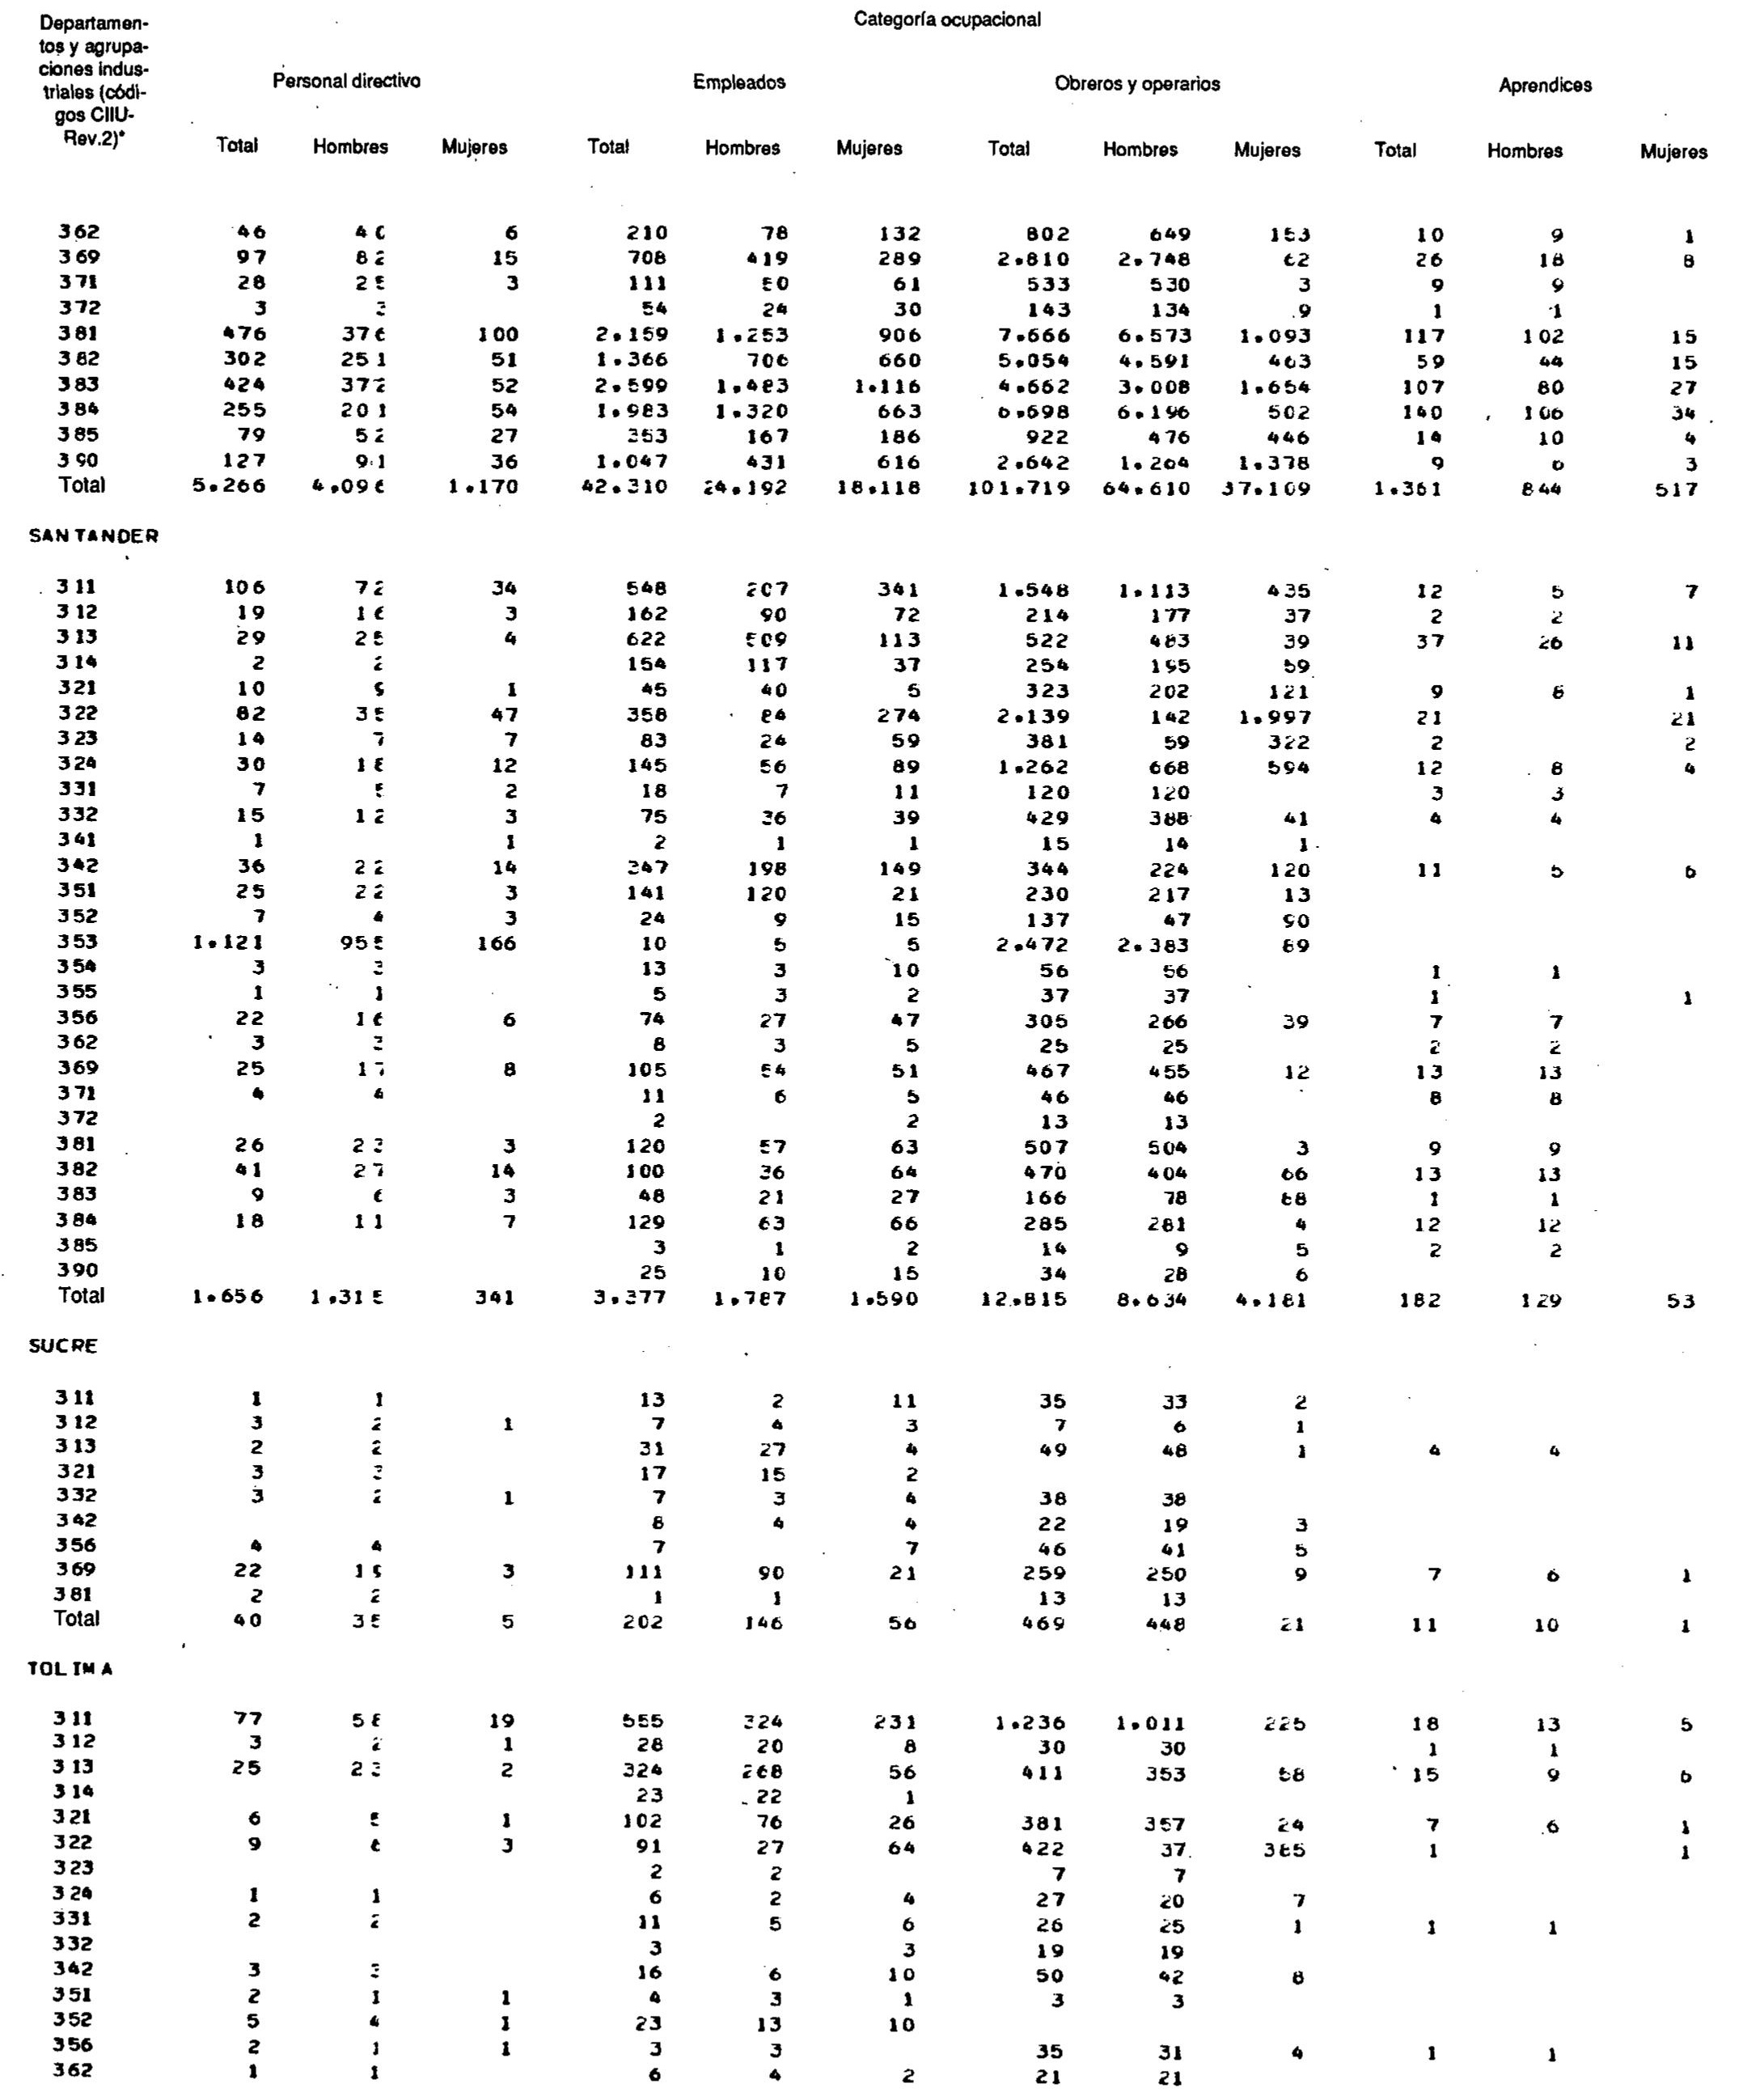 Departamen-
tos y agrupa-
ciones indus-
triales (códi-
gos CIIU-
Rev.2)*
Categoría ocupacional
Personal directivo Empleados Obreros y operarios Aprendices
Total Hombres Mujeres Total Hombres Mujeres Total Hombres Mujeres Total Hombres Mujeres
362 46 40 6 210 78 132 802 649 153 10 9 1
369 97 82 15 708 419 289 2.810 2.748 62 26 18 8
371 28 25 3 111 50 61 533 530 3 9 9
372 3 3 54 24 30 143 134 9 1 1
381 476 376 100 2.159 1.253 906 7.666 6.573 1.093 117 102 15
382 302 251 51 1.366 706 660 5.054 4.591 463 59 44 15
383 424 372 52 2.599 1.483 1.116 4.662 3.008 1.654 107 80 27
384 255 201 54 1.983 1.320 663 6.698 6.196 502 140 106 34
385 79 52 27 353 167 186 922 476 446 14 10 4
390 127 91 36 1.047 431 616 2.642 1.264 1.378 9 6 3
Total 5.266 4.096 1.170 42.310 24.192 18.118 101.719 64.610 37.109 1.361 844 517
SANTANDER
311 106 72 34 548 207 341 1.548 1.113 435 12 5 7
312 19 16 3 162 90 72 214 177 37 2 2
313 29 25 4 622 509 113 522 483 39 37 26 11
314 2 2 154 117 37 254 195 59
321 10 9 1 45 40 5 323 202 121 9 8 1
322 82 35 47 358 84 274 2.139 142 1.997 21 21
323 14 7 7 83 24 59 381 59 322 2 2
324 30 18 12 145 56 89 1.262 668 594 12 8 4
331 7 5 2 18 7 11 120 120 3 3
332 15 12 3 75 36 39 429 388 41 4 4
341 1 1 2 1 1 15 14 1
342 36 22 14 347 198 149 344 224 120 11 5 6
351 25 22 3 141 120 21 230 217 13
352 7 4 3 24 9 15 137 47 90
353 1.121 955 166 10 5 5 2.472 2.383 89
354 3 3 13 3 10 56 56 1 1
355 1 1 5 3 2 37 37 1 1
356 22 16 6 74 27 47 305 266 39 7 7
362 3 3 8 3 5 25 25 2 2
369 25 17 8 105 54 51 467 455 12 13 13
371 4 4 11 6 5 46 46 8 8
372 2 2 13 13
381 26 23 3 120 57 63 507 504 3 9 9
382 41 27 14 100 36 64 470 404 66 13 13
383 9 6 3 48 21 27 166 78 88 1 1
384 18 11 7 129 63 66 285 281 4 12 12
385 3 1 2 14 9 5 2 2
390 25 10 15 34 28 6
Total 1.656 1.315 341 3.377 1.787 1.590 12.815 8.634 4.181 182 129 53
SUCRE
311 1 1 13 2 11 35 33 2
312 3 2 1 7 4 3 7 6 1
313 2 2 31 27 4 49 48 1 4 4
321 3 3 17 15 2
332 3 2 1 7 3 4 38 38
342 8 4 4 22 19 3
356 4 4 7 7 46 41 5
369 22 19 3 111 90 21 259 250 9 7 6 1
381 2 2 1 1 13 13
Total 40 35 5 202 146 56 469 448 21 11 10 1
TOLIMA
311 77 58 19 555 324 231 1.236 1.011 225 18 13 5
312 3 2 1 28 20 8 30 30 1 1
313 25 23 2 324 268 56 411 353 58 15 9 6
314 23 22 1
321 6 5 1 102 76 26 381 357 24 7 6 1
322 9 6 3 91 27 64 422 37 385 1 1
323 2 2 7 7
324 1 1 6 2 4 27 20 7
331 2 2 11 5 6 26 25 1 1 1
332 3 3 19 19
342 3 3 16 6 10 50 42 8
351 2 1 1 4 3 1 3 3
352 5 4 1 23 13 10
356 2 1 1 3 3 35 31 4 1 1
362 1 1 6 4 2 21 21